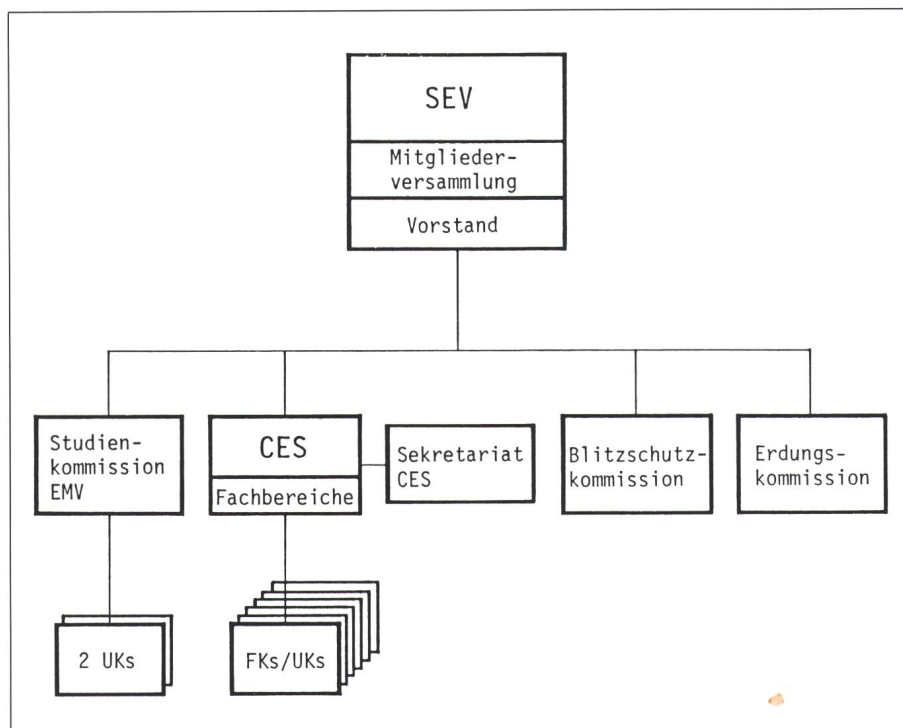 SEV
Mitglieder-
versammlung
Vorstand
Studien-
kommission
EMV
CES
Fachbereiche
Sekretariat
CES
Blitzschutz-
kommission
Erdungs-
kommission
2 UKs
FKs/UKs